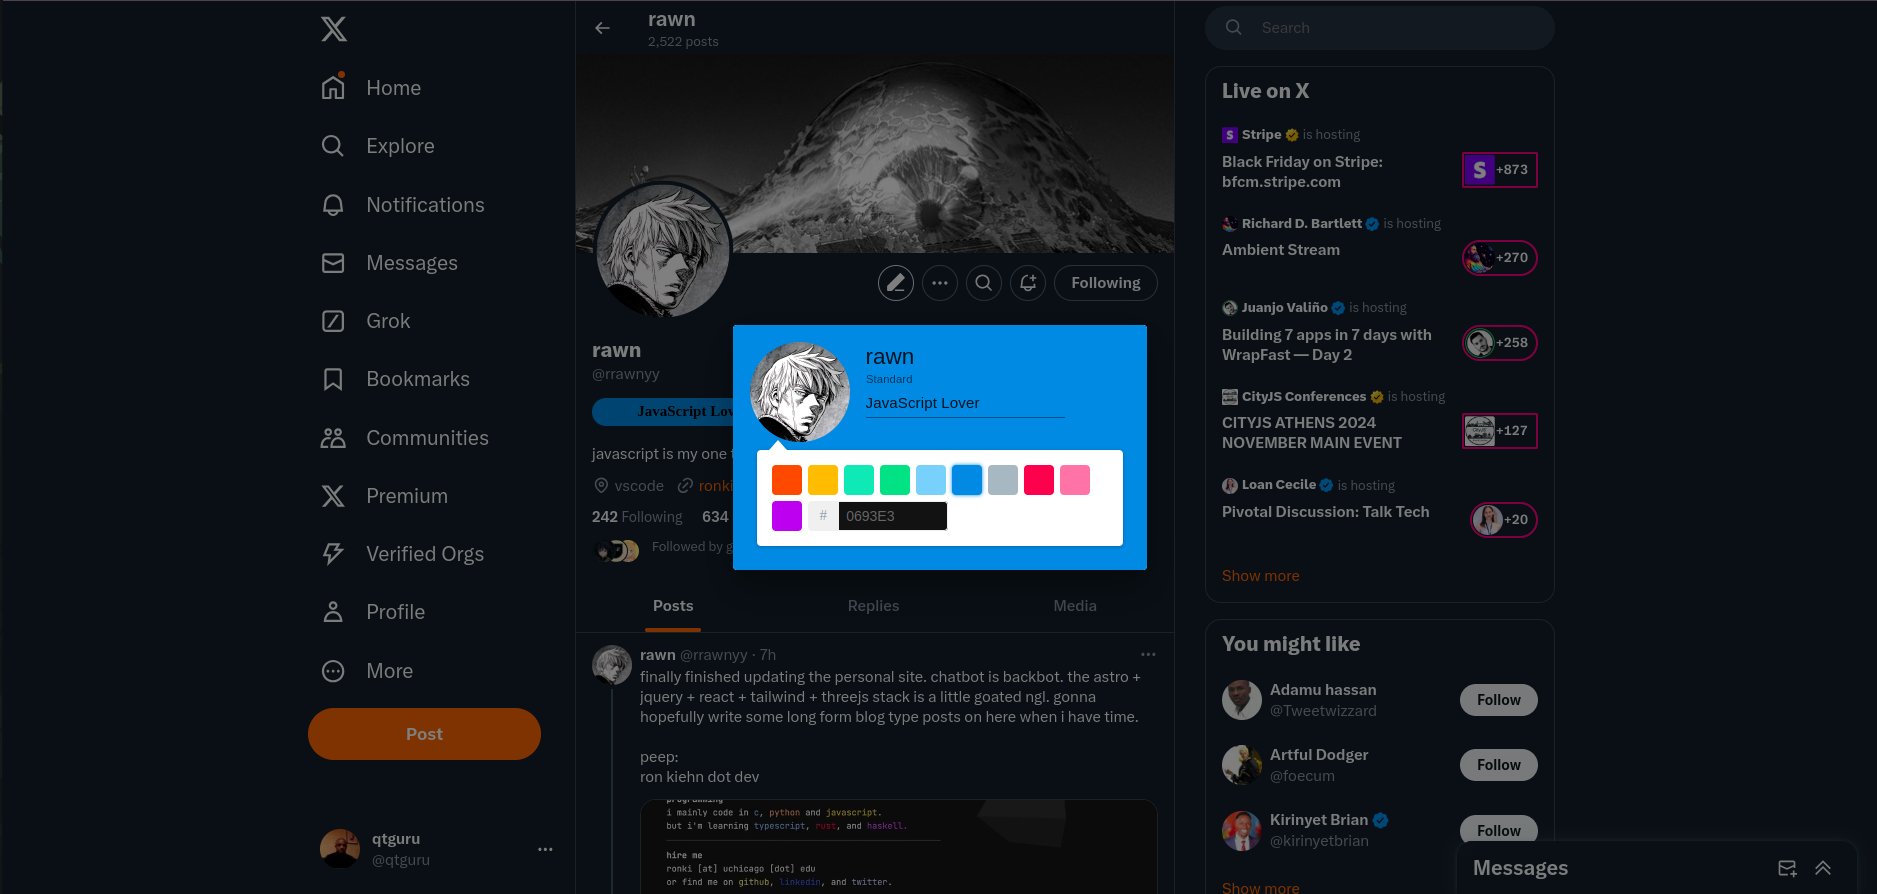 Home
Explore
Notifications
Messages
Grok
Bookmarks
Communities
Premium
Verified Orgs
Profile
More
Post
qtguru
@qtguru
rawn
2,522 posts
Following
rawn
@rrawnyy
JavaScript Lov
javascript is my one
vscode ronki
242 Following 634
Followed by g
rawn
Standard
JavaScript Lover
# 0693E3
Posts Replies Media
rawn @rrawnyy · 7h
finally finished updating the personal site. chatbot is backbot. the astro +
jquery + react + tailwind + threejs stack is a little goated ngl. gonna
hopefully write some long form blog type posts on here when i have time.
peep:
ron kiehn dot dev
programming
i mainly code in c, python and javascript.
but i'm learning typescript, rust, and haskell.
hire me
ronki [at] uchicago [dot] edu
or find me on github, linkedin, and twitter.
Search
Live on X
Stripe is hosting
Black Friday on Stripe:
bfcm.stripe.com
S +873
Richard D. Bartlett is hosting
Ambient Stream
+270
Juanjo Valiño is hosting
Building 7 apps in 7 days with
WrapFast — Day 2
+258
CityJS Conferences is hosting
CITYJS ATHENS 2024
NOVEMBER MAIN EVENT
+127
Loan Cecile is hosting
Pivotal Discussion: Talk Tech
+20
Show more
You might like
Adamu hassan
@Tweetwizzard
Follow
Artful Dodger
@foecum
Follow
Kirinyet Brian
@kirinyetbrian
Follow
Show more
Messages